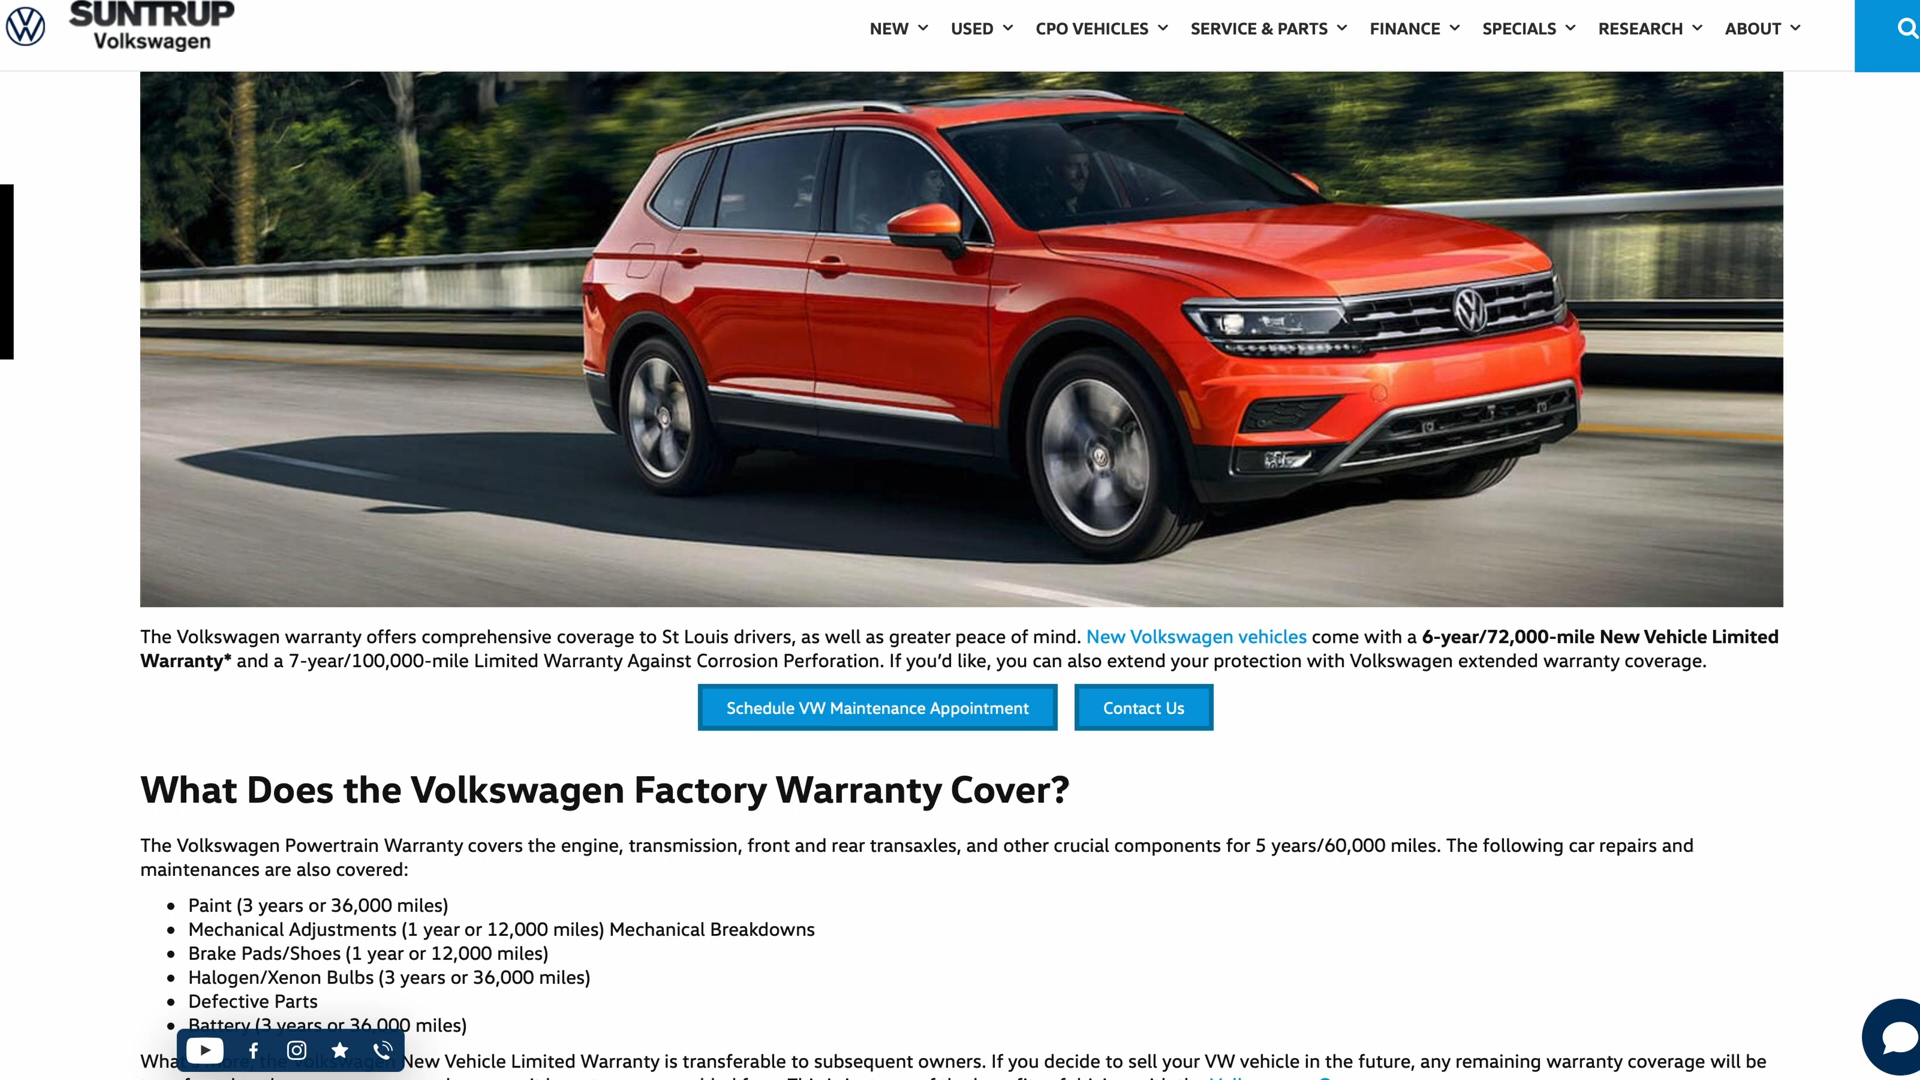 SUNTRUP
Volkswagen
NEW USED CPO VEHICLES SERVICE & PARTS FINANCE SPECIALS RESEARCH ABOUT
The Volkswagen warranty offers comprehensive coverage to St Louis drivers, as well as greater peace of mind. New Volkswagen vehicles come with a 6-year/72,000-mile New Vehicle Limited
Warranty* and a 7-year/100,000-mile Limited Warranty Against Corrosion Perforation. If you’d like, you can also extend your protection with Volkswagen extended warranty coverage.
Schedule VW Maintenance Appointment Contact Us
What Does the Volkswagen Factory Warranty Cover?
The Volkswagen Powertrain Warranty covers the engine, transmission, front and rear transaxles, and other crucial components for 5 years/60,000 miles. The following car repairs and
maintenances are also covered:
Paint (3 years or 36,000 miles)
Mechanical Adjustments (1 year or 12,000 miles) Mechanical Breakdowns
Brake Pads/Shoes (1 year or 12,000 miles)
Halogen/Xenon Bulbs (3 years or 36,000 miles)
Defective Parts
Battery (3 years or 36,000 miles)
New Vehicle Limited Warranty is transferable to subsequent owners. If you decide to sell your VW vehicle in the future, any remaining warranty coverage will be